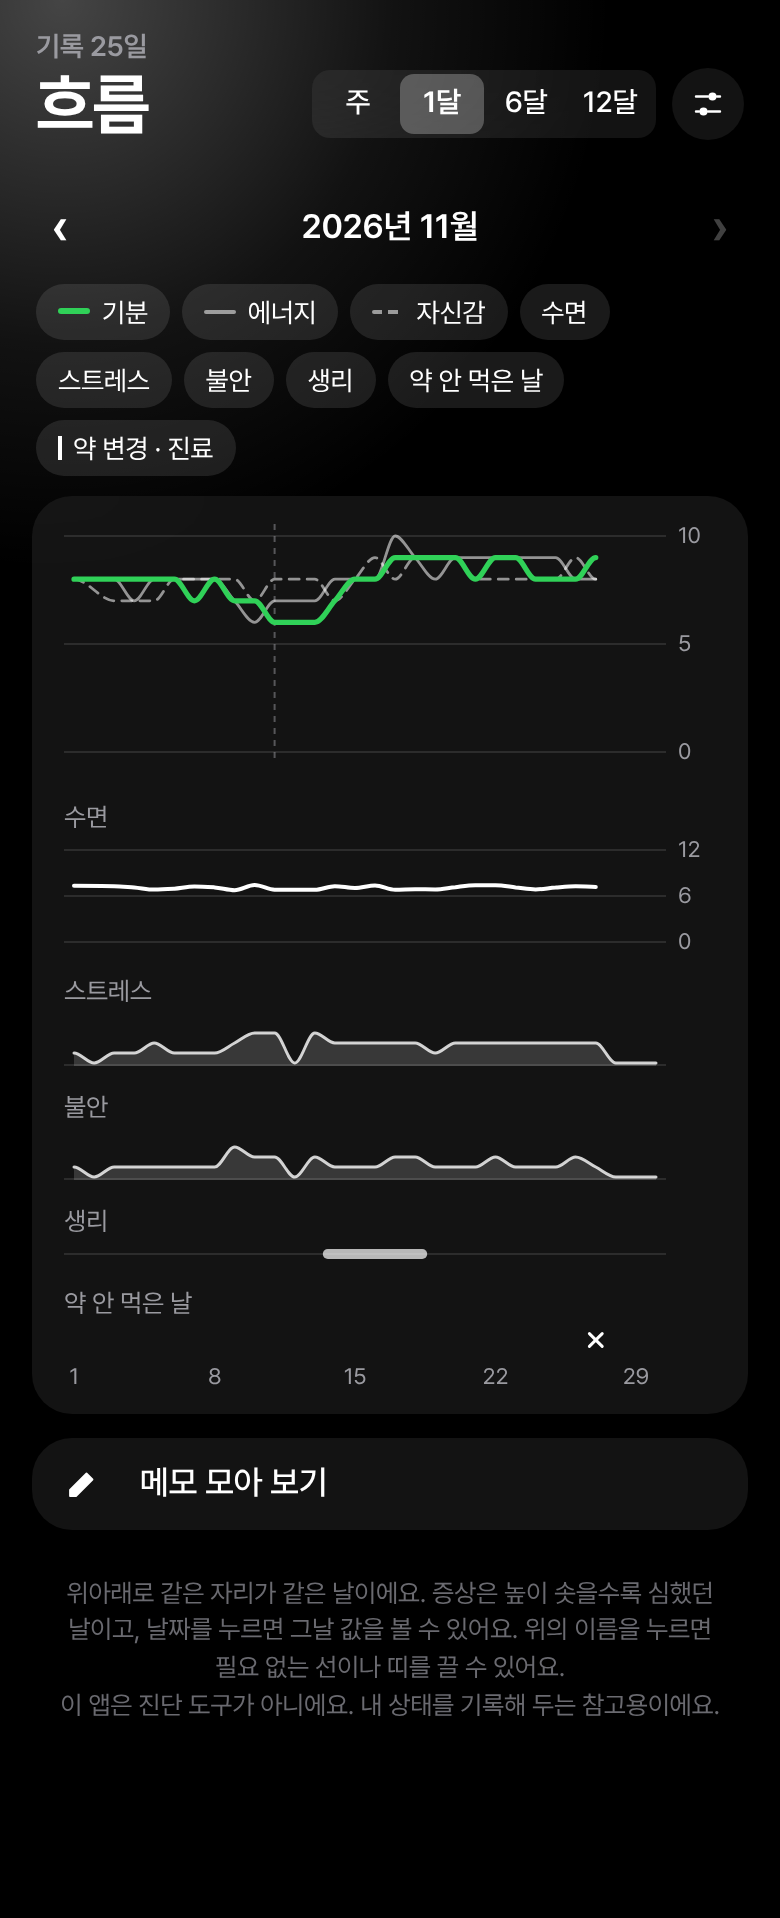 기록 25일
흐름
주 1달 6달 12달
2026년 11월
기분 에너지 자신감 수면
스트레스 불안 생리 약 안 먹은 날
약 변경 · 진료
10
5
0
수면
12
6
0
스트레스
불안
생리
약 안 먹은 날
1 8 15 22 29
메모 모아 보기
위아래로 같은 자리가 같은 날이에요. 증상은 높이 솟을수록 심했던
날이고, 날짜를 누르면 그날 값을 볼 수 있어요. 위의 이름을 누르면
필요 없는 선이나 띠를 끌 수 있어요.
이 앱은 진단 도구가 아니에요. 내 상태를 기록해 두는 참고용이에요.